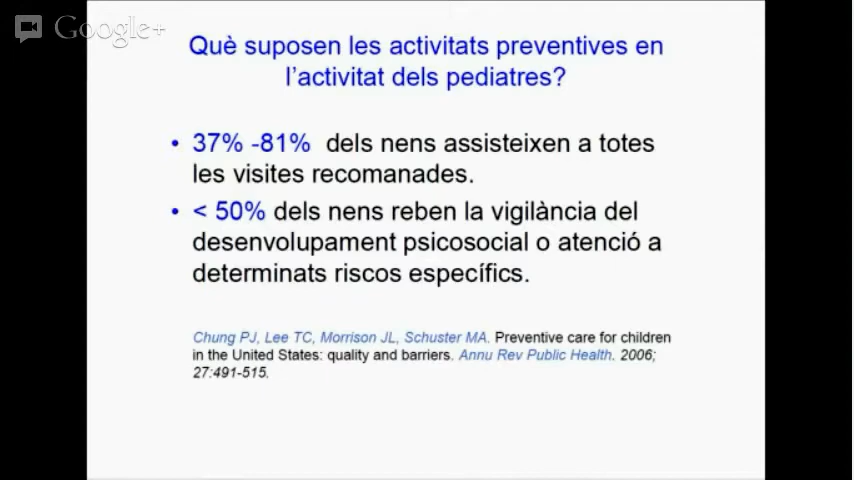 Google+
Què suposen les activitats preventives en
l'activitat dels pediatres?
• 37% -81% dels nens assisteixen a totes
les visites recomanades.
• < 50% dels nens reben la vigilància del
desenvolupament psicosocial o atenció a
determinats riscos específics.
Chung PJ, Lee TC, Morrison JL, Schuster MA. Preventive care for children
in the United States: quality and barriers. Annu Rev Public Health. 2006;
27:491-515.